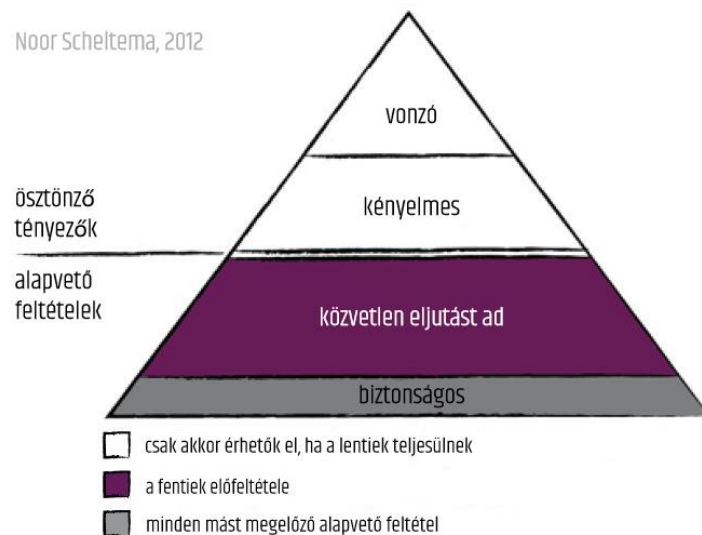 Noor Scheltema, 2012
vonzó
ösztönző
tényezők
kényelmes
alapvető
feltételek
közvetlen eljutást ad
biztonságos
csak akkor érhetők el, ha a lentiek teljesülnek
a fentiek előfeltétele
minden mást megelőző alapvető feltétel